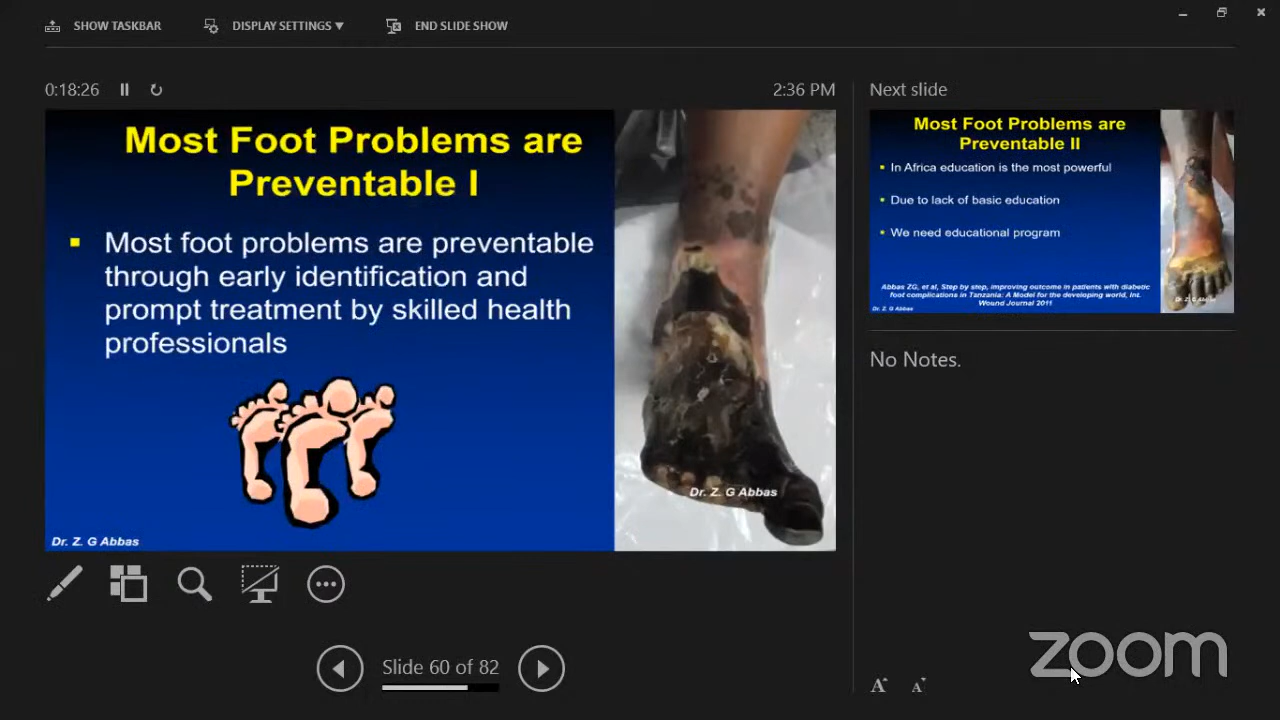 SHOW TASKBAR
DISPLAY SETTINGS ▼
END SLIDE SHOW
0:18:26
2:36 PM
Most Foot Problems are
Preventable I
▪ Most foot problems are preventable
through early identification and
prompt treatment by skilled health
professionals
Dr. Z. G Abbas
Dr. Z. G Abbas
Next slide
Most Foot Problems are
Preventable II
▪ In Africa education is the most powerful
▪ Due to lack of basic education
▪ We need educational program
Abbas ZG, et al, Step by step, improving outcome in patients with diabetic
foot complications in Tanzania: A Model for the developing world, Int.
Wound Journal 2011
Dr. Z. G Abbas
Dr. Z. G Abbas
No Notes.
Slide 60 of 82
A A
zoom